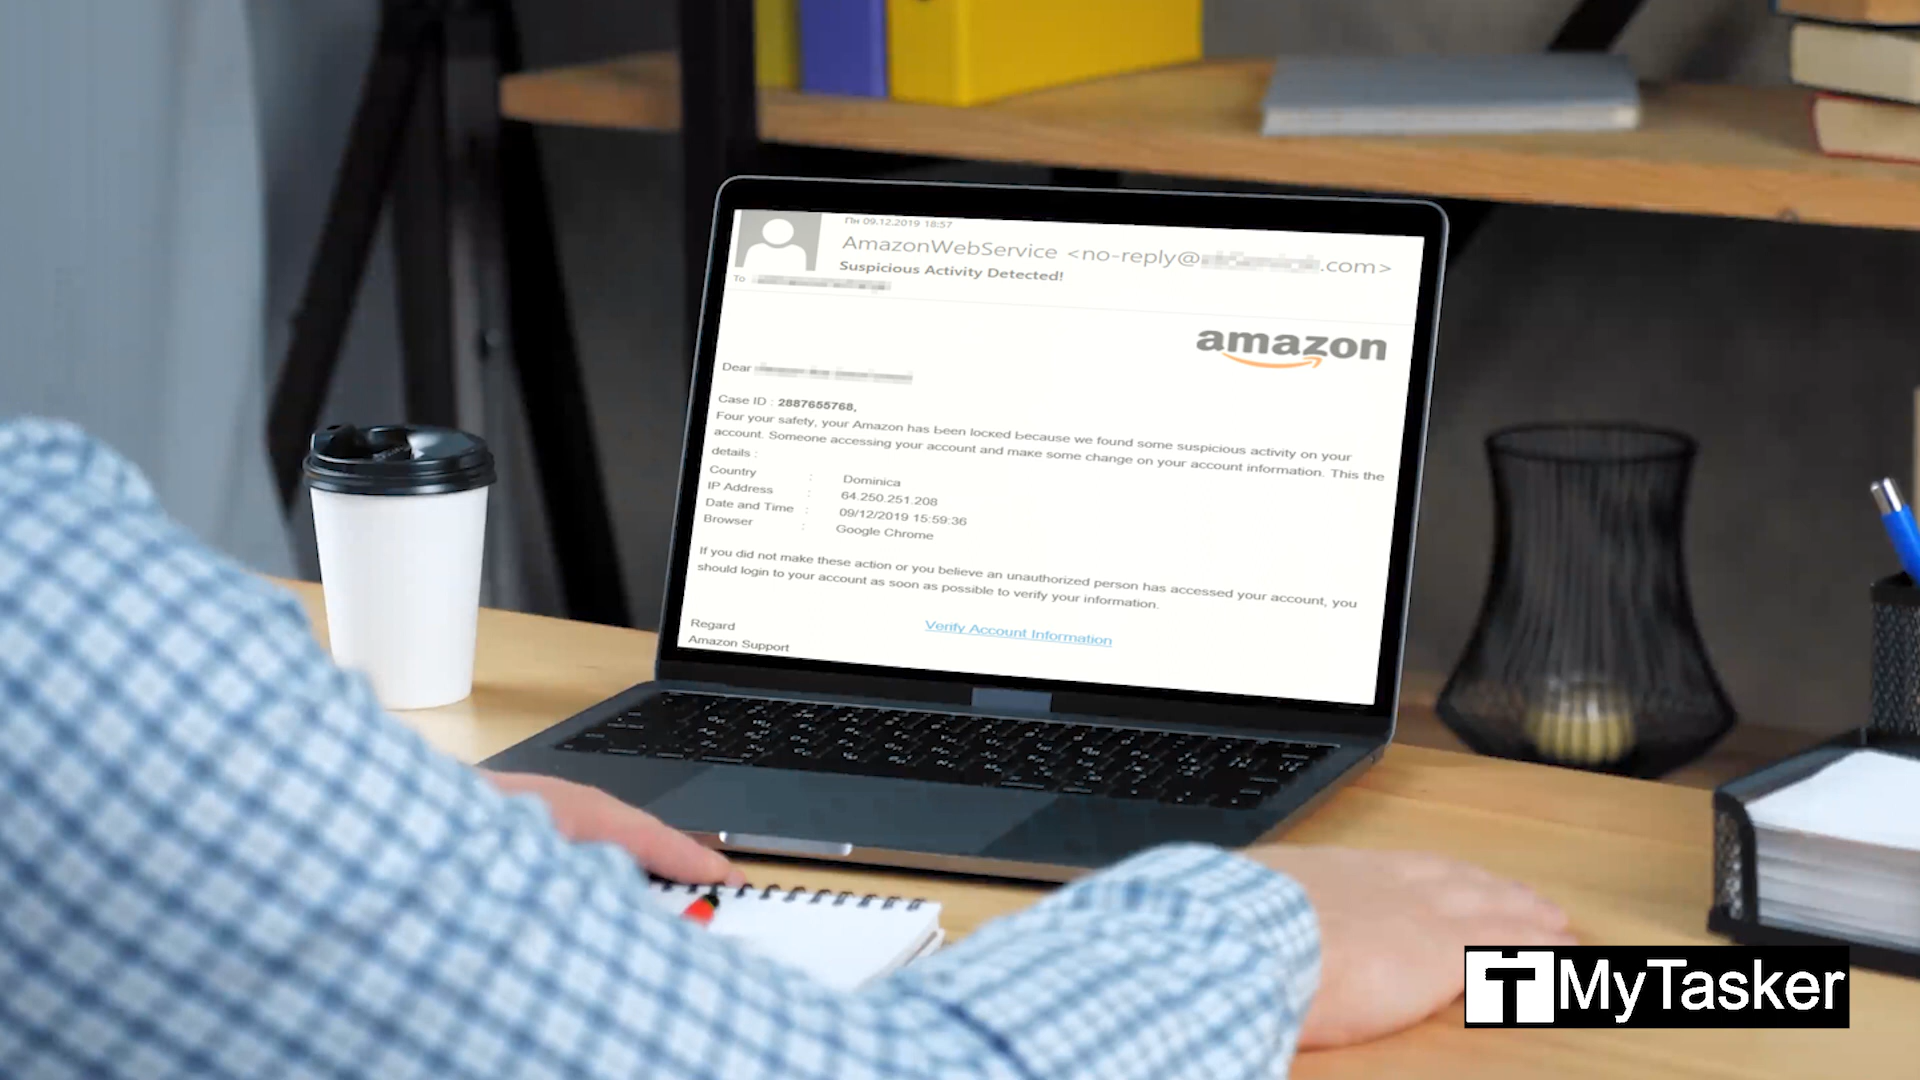 Пн 09.12.2019 18:57
AmazonWebService <no-reply@ .com>
Suspicious Activity Detected!
To
amazon
Dear
Case ID : 2887655768,
Four your safety, your Amazon has been locked because we found some suspicious activity on your
account. Someone accessing your account and make some change on your account information. This the
details :
Country : Dominica
IP Address : 64.250.251.208
Date and Time : 09/12/2019 15:59:36
Browser : Google Chrome
If you did not make these action or you believe an unauthorized person has accessed your account, you
should login to your account as soon as possible to verify your information.
Verify Account Information
Regard
Amazon Support
MyTasker